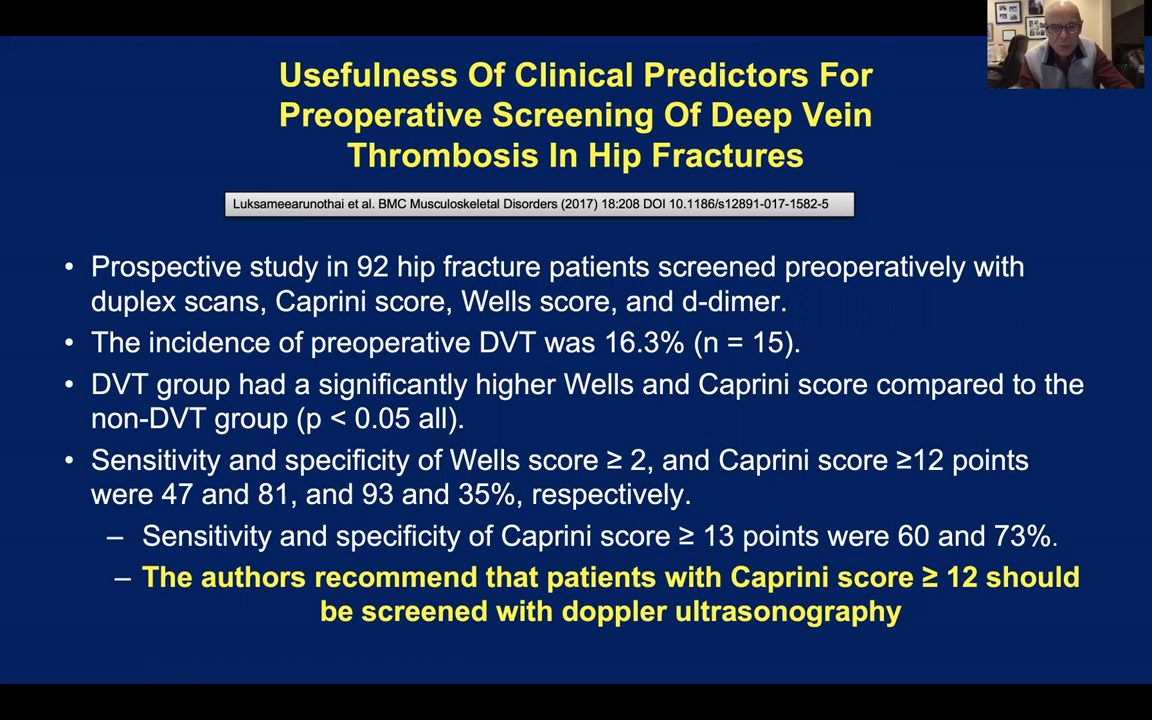 Usefulness Of Clinical Predictors For
Preoperative Screening Of Deep Vein
Thrombosis In Hip Fractures
Luksameearunothai et al. BMC Musculoskeletal Disorders (2017) 18:208 DOI 10.1186/s12891-017-1582-5
• Prospective study in 92 hip fracture patients screened preoperatively with
duplex scans, Caprini score, Wells score, and d-dimer.
• The incidence of preoperative DVT was 16.3% (n = 15).
• DVT group had a significantly higher Wells and Caprini score compared to the
non-DVT group (p < 0.05 all).
• Sensitivity and specificity of Wells score ≥ 2, and Caprini score ≥12 points
were 47 and 81, and 93 and 35%, respectively.
– Sensitivity and specificity of Caprini score ≥ 13 points were 60 and 73%.
– The authors recommend that patients with Caprini score ≥ 12 should
be screened with doppler ultrasonography